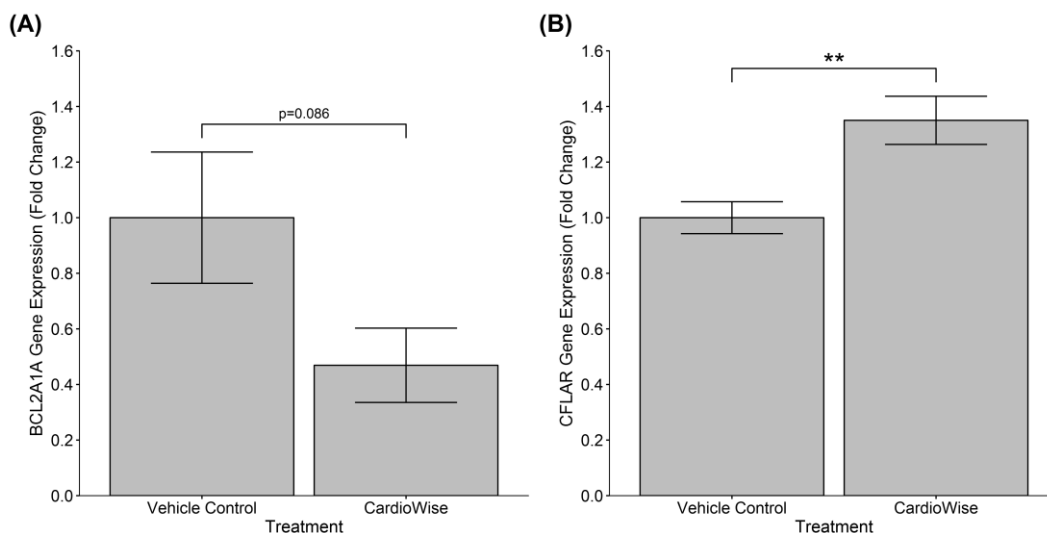 (A)
BCL2A1A Gene Expression (Fold Change)
1.6
1.4
1.2
1.0
0.8
0.6
0.4
0.2
0.0
p=0.086
Vehicle Control
CardioWise
Treatment
(B)
CFLAR Gene Expression (Fold Change)
1.6
1.4
1.2
1.0
0.8
0.6
0.4
0.2
0.0
**
Vehicle Control
CardioWise
Treatment